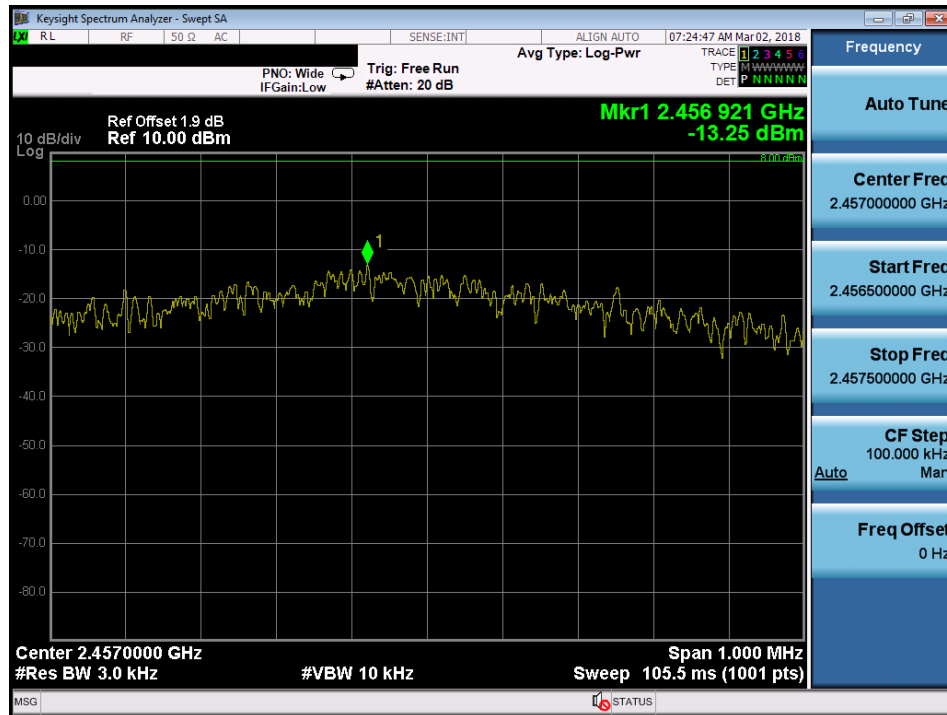 Keysight Spectrum Analyzer - Swept SA
LXI RL RF 50 Ω AC SENSE:INT ALIGN AUTO 07:24:47 AM Mar 02, 2018
Avg Type: Log-Pwr TRACE 1 2 3 4 5 6
PNO: Wide Trig: Free Run TYPE M WWWWW
IFGain:Low #Atten: 20 dB DET P N N N N N
Frequency
Auto Tune
Mkr1 2.456 921 GHz
-13.25 dBm
Ref Offset 1.9 dB
10 dB/div Ref 10.00 dBm
Log
8.00 dBm
0.00
-10.0
-20.0
-30.0
-40.0
-50.0
-60.0
-70.0
-80.0
1
Center Freq
2.457000000 GHz
Start Freq
2.456500000 GHz
Stop Freq
2.457500000 GHz
CF Step
100.000 kHz
Auto Man
Freq Offset
0 Hz
Center 2.4570000 GHz Span 1.000 MHz
#Res BW 3.0 kHz #VBW 10 kHz Sweep 105.5 ms (1001 pts)
MSG STATUS